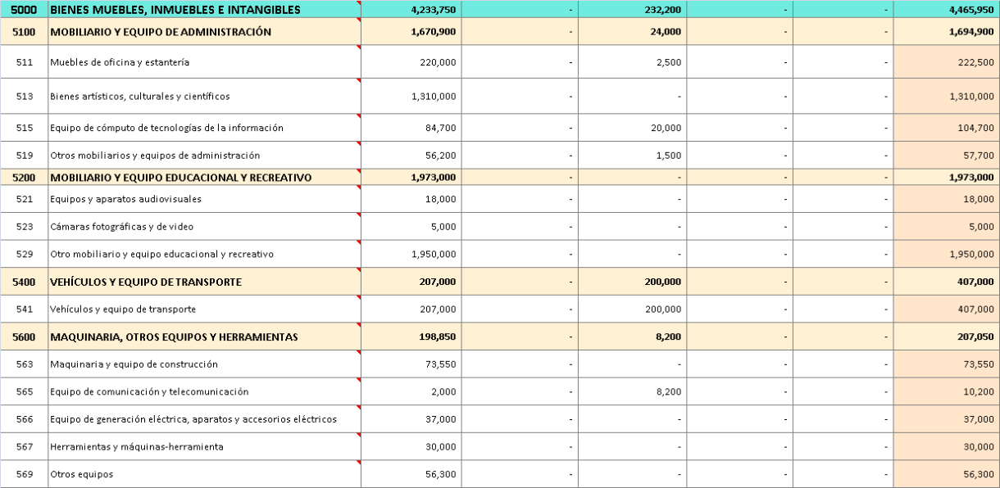 5000 BIENES MUEBLES, INMUEBLES E INTANGIBLES 4,233,750 - 232,200 - - 4,465,950
5100 MOBILIARIO Y EQUIPO DE ADMINISTRACIÓN 1,670,900 - 24,000 - - 1,694,900
511 Muebles de oficina y estantería 220,000 - 2,500 - - 222,500
513 Bienes artísticos, culturales y científicos 1,310,000 - - - - 1,310,000
515 Equipo de cómputo de tecnologías de la información 84,700 - 20,000 - - 104,700
519 Otros mobiliarios y equipos de administración 56,200 - 1,500 - - 57,700
5200 MOBILIARIO Y EQUIPO EDUCACIONAL Y RECREATIVO 1,973,000 - - - - 1,973,000
521 Equipos y aparatos audiovisuales 18,000 - - - - 18,000
523 Cámaras fotográficas y de video 5,000 - - - - 5,000
529 Otro mobiliario y equipo educacional y recreativo 1,950,000 - - - - 1,950,000
5400 VEHÍCULOS Y EQUIPO DE TRANSPORTE 207,000 - 200,000 - - 407,000
541 Vehículos y equipo de transporte 207,000 - 200,000 - - 407,000
5600 MAQUINARIA, OTROS EQUIPOS Y HERRAMIENTAS 198,850 - 8,200 - - 207,050
563 Maquinaria y equipo de construcción 73,550 - - - - 73,550
565 Equipo de comunicación y telecomunicación 2,000 - 8,200 - - 10,200
566 Equipo de generación eléctrica, aparatos y accesorios eléctricos 37,000 - - - - 37,000
567 Herramientas y máquinas-herramienta 30,000 - - - - 30,000
569 Otros equipos 56,300 - - - - 56,300